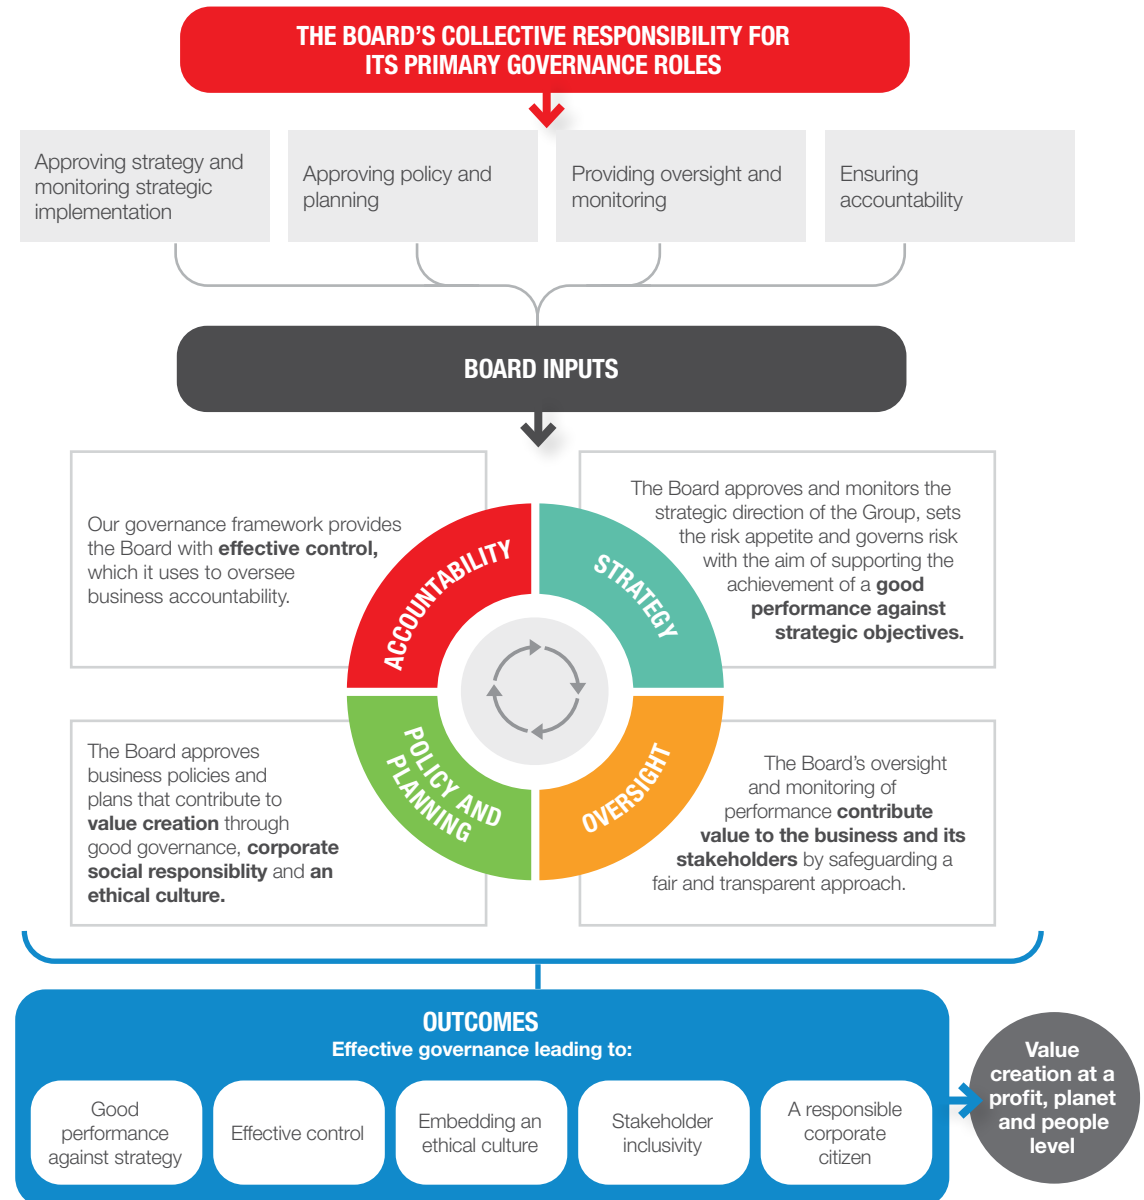 THE BOARD'S COLLECTIVE RESPONSIBILITY FOR
ITS PRIMARY GOVERNANCE ROLES
Approving strategy and
monitoring strategic
implementation
Approving policy and
planning
Providing oversight and
monitoring
Ensuring
accountability
BOARD INPUTS
Our governance framework provides
the Board with effective control,
which it uses to oversee
business accountability.
The Board approves and monitors the
strategic direction of the Group, sets
the risk appetite and governs risk
with the aim of supporting the
achievement of a good
performance against
strategic objectives.
ACCOUNTABILITY
STRATEGY
POLICY AND
PLANNING
OVERSIGHT
The Board approves
business policies and
plans that contribute to
value creation through
good governance, corporate
social responsiblity and an
ethical culture.
The Board's oversight
and monitoring of
performance contribute
value to the business and its
stakeholders by safeguarding a
fair and transparent approach.
OUTCOMES
Effective governance leading to:
Good
performance
against strategy
Effective control
Embedding an
ethical culture
Stakeholder
inclusivity
A responsible
corporate
citizen
Value
creation at a
profit, planet
and people
level